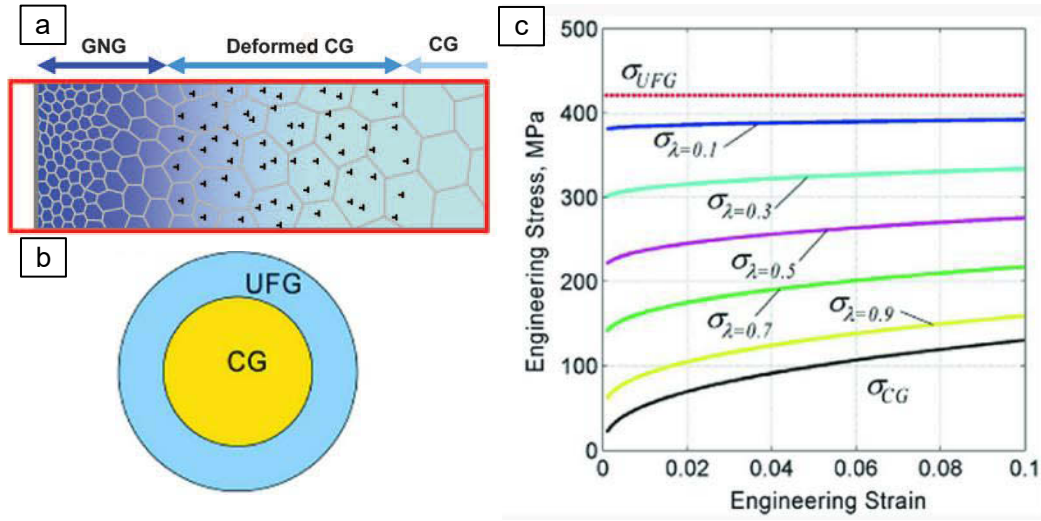 a
GNG Deformed CG CG
b
UFG
CG
c
500
400
300
200
100
0
Engineering Stress, MPa
σUFG
σλ=0.1
σλ=0.3
σλ=0.5
σλ=0.7
σλ=0.9
σCG
0 0.02 0.04 0.06 0.08 0.1
Engineering Strain